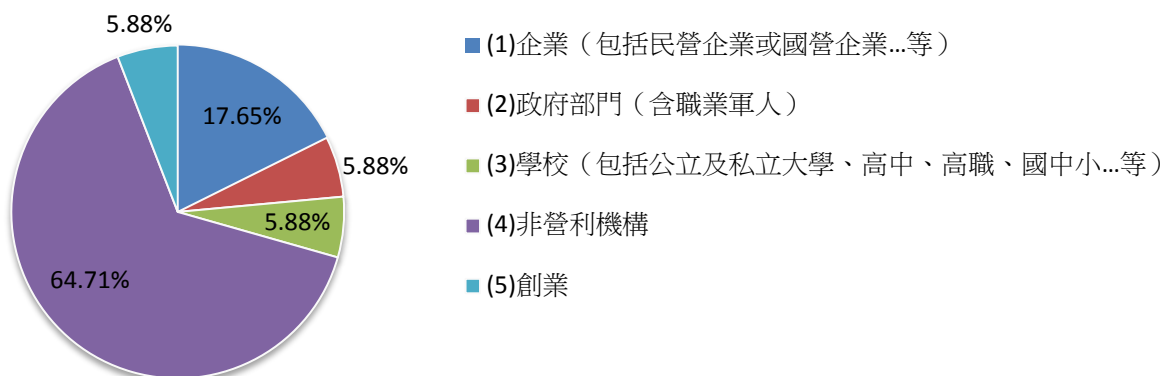 5.88%
17.65%
5.88%
5.88%
64.71%
(1)企業（包括民營企業或國營企業…等）
(2)政府部門（含職業軍人）
(3)學校（包括公立及私立大學、高中、高職、國中小…等）
(4)非營利機構
(5)創業